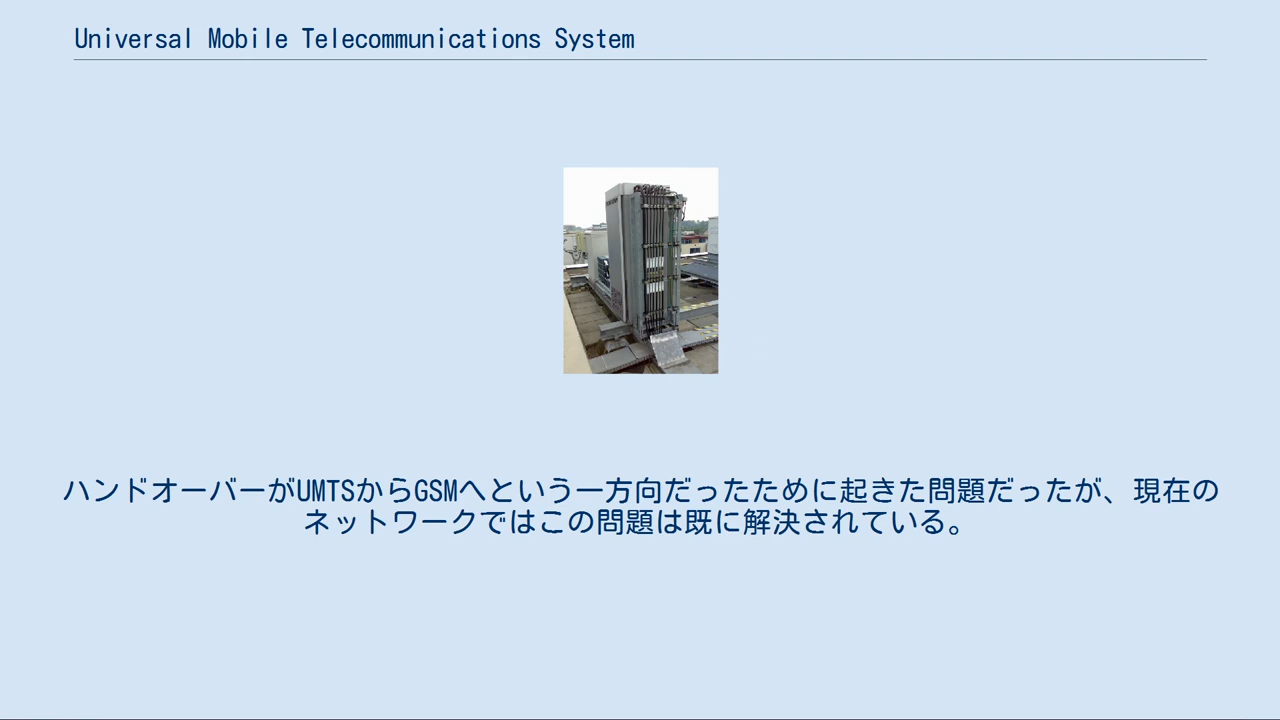 Universal Mobile Telecommunications System
ハンドオーバーがUMTSからGSMへという一方向だったために起きた問題だったが、現在の
ネットワークではこの問題は既に解決されている。